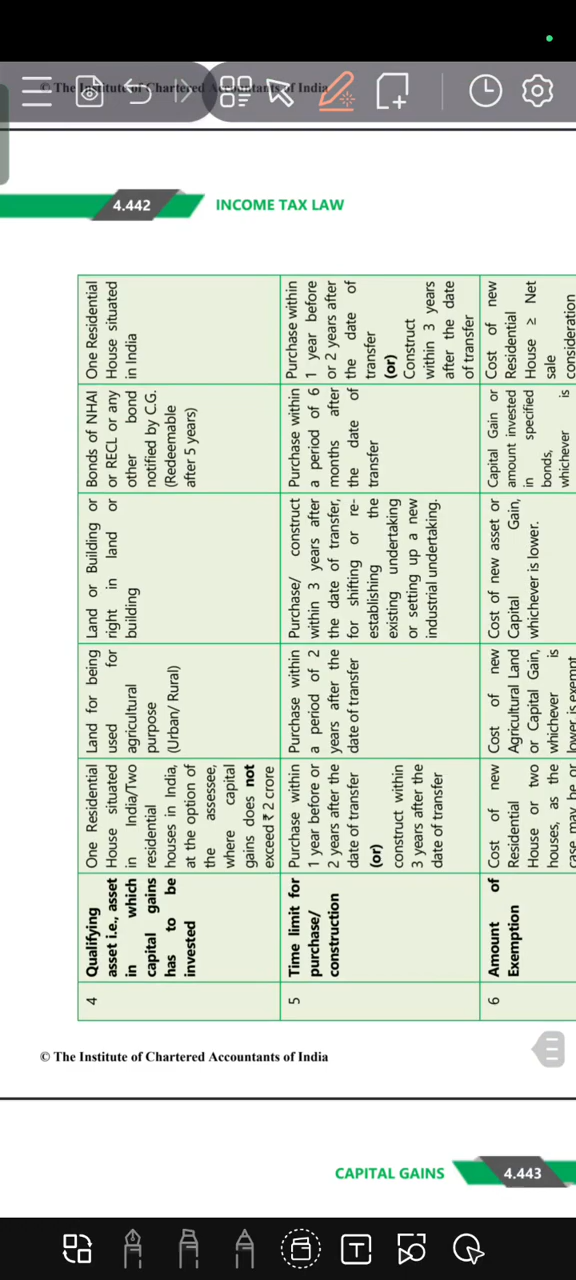 © The Institute of Chartered Accountants of India
4.442
INCOME TAX LAW
4
Qualifying
asset i.e., asset
in which
capital gains
has to be
invested
One Residential
House situated
in India/Two
residential
houses in India,
at the option of
the assessee,
where capital
gains does not
exceed ₹ 2 crore
Land for being
used for
agricultural
purpose
(Urban/ Rural)
Land or Building or
right in land or
building
Bonds of NHAI
or RECL or any
other bond
notified by C.G.
(Redeemable
after 5 years)
One Residential
House situated
in India
5
Time limit for
purchase/
construction
Purchase within
1 year before or
2 years after the
date of transfer
(or)
construct within
3 years after the
date of transfer
Purchase within
a period of 2
years after the
date of transfer
Purchase/ construct
within 3 years after
the date of transfer,
for shifting or re-
establishing the
existing undertaking
or setting up a new
industrial undertaking.
Purchase within
a period of 6
months after
the date of
transfer
Purchase within
1 year before
or 2 years after
the date of
transfer
(or)
Construct
within 3 years
after the date
of transfer
6
Amount of
Exemption
Cost of new
Residential
House or two
houses, as the
case may be or
Cost of new
Agricultural Land
or Capital Gain,
whichever is
lower is exempt
Cost of new asset or
Capital Gain,
whichever is lower.
Capital Gain or
amount invested
in specified
bonds,
whichever is
Cost of new
Residential
House ≥ Net
sale
consideration
© The Institute of Chartered Accountants of India
CAPITAL GAINS
4.443
T